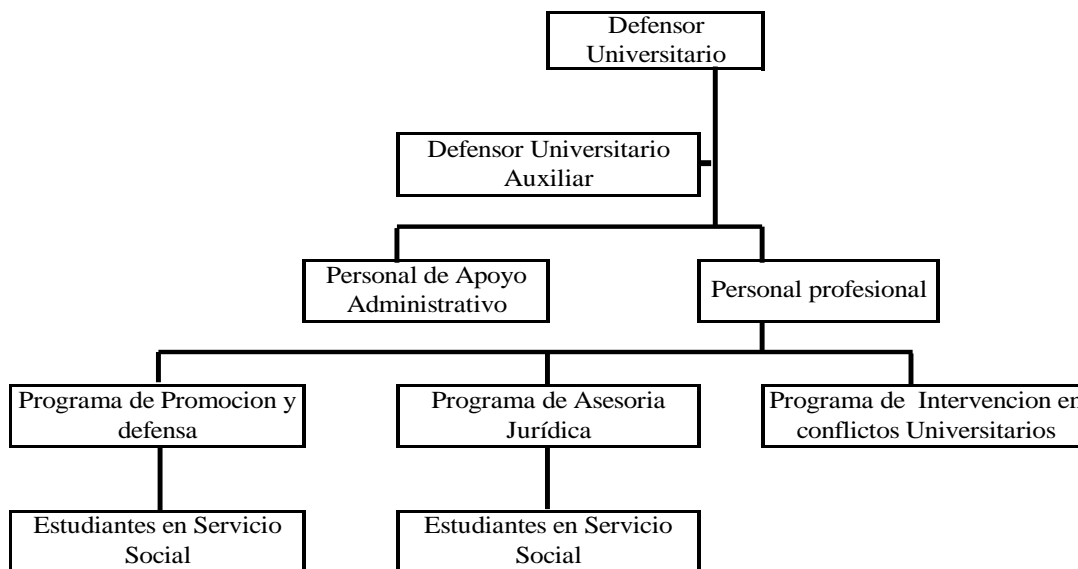 Defensor
Universitario
Defensor Universitario
Auxiliar
Personal de Apoyo
Administrativo
Personal profesional
Programa de Promocion y
defensa
Programa de Asesoria
Jurídica
Programa de Intervencion en
conflictos Universitarios
Estudiantes en Servicio
Social
Estudiantes en Servicio
Social